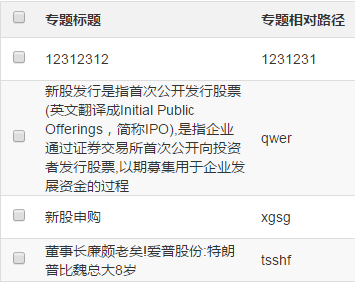 专题标题 专题相对路径
12312312 1231231
新股发行是指首次公开发行股票
(英文翻译成Initial Public
Offerings，简称IPO),是指企业
通过证券交易所首次公开向投资
者发行股票,以期募集用于企业发
展资金的过程
qwer
新股申购 xgsg
董事长廉颇老矣!爱普股份:特朗
普比魏总大8岁
tsshf